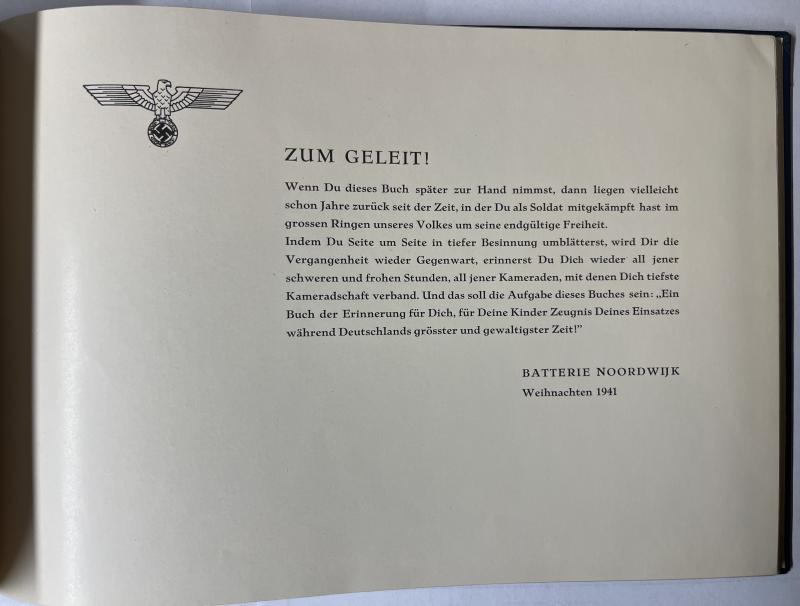 ZUM GELEIT!
Wenn Du dieses Buch später zur Hand nimmst, dann liegen vielleicht
schon Jahre zurück seit der Zeit, in der Du als Soldat mitgekämpft hast im
grossen Ringen unseres Volkes um seine endgültige Freiheit.
Indem Du Seite um Seite in tiefer Besinnung umblätterst, wird Dir die
Vergangenheit wieder Gegenwart, erinnerst Du Dich wieder all jener
schweren und frohen Stunden, all jener Kameraden, mit denen Dich tiefste
Kameradschaft verband. Und das soll die Aufgabe dieses Buches sein: „Ein
Buch der Erinnerung für Dich, für Deine Kinder Zeugnis Deines Einsatzes
während Deutschlands grösster und gewaltigster Zeit!"
BATTERIE NOORDWIJK
Weihnachten 1941